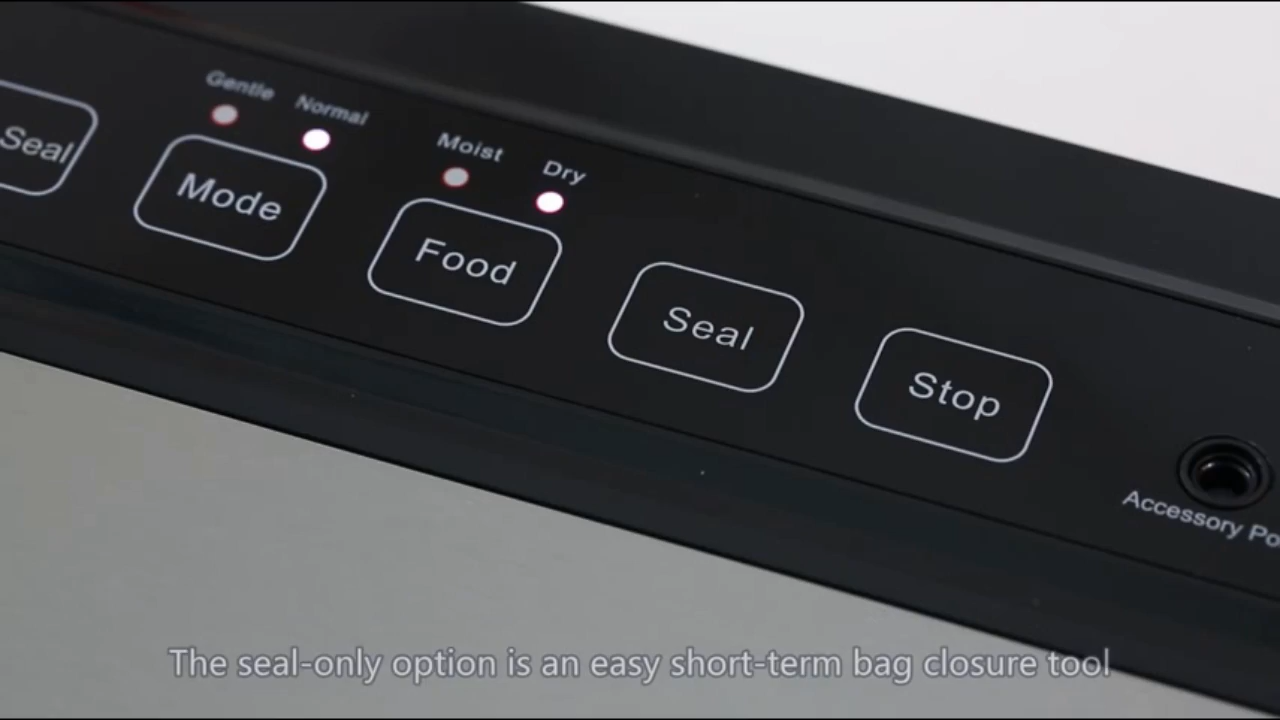 Gentle Normal
Moist Dry
Seal
Mode
Food
Seal
Stop
Accessory Po
The seal-only option is an easy short-term bag closure tool